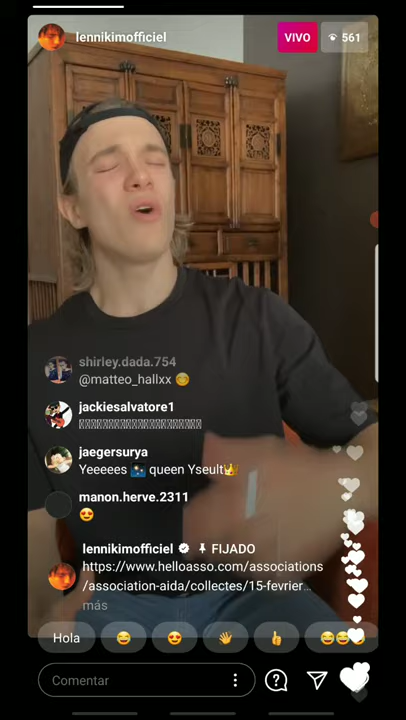 lennikimofficiel
VIVO
561
shirley.dada.754
@matteo_hallxx
jackiesalvatore1
jaegersurya
Yeeeees queen Yseult
manon.herve.2311
lennikimofficiel FIJADO
https://www.helloasso.com/associations
/association-aida/collectes/15-fevrier...
más
Hola
Comentar